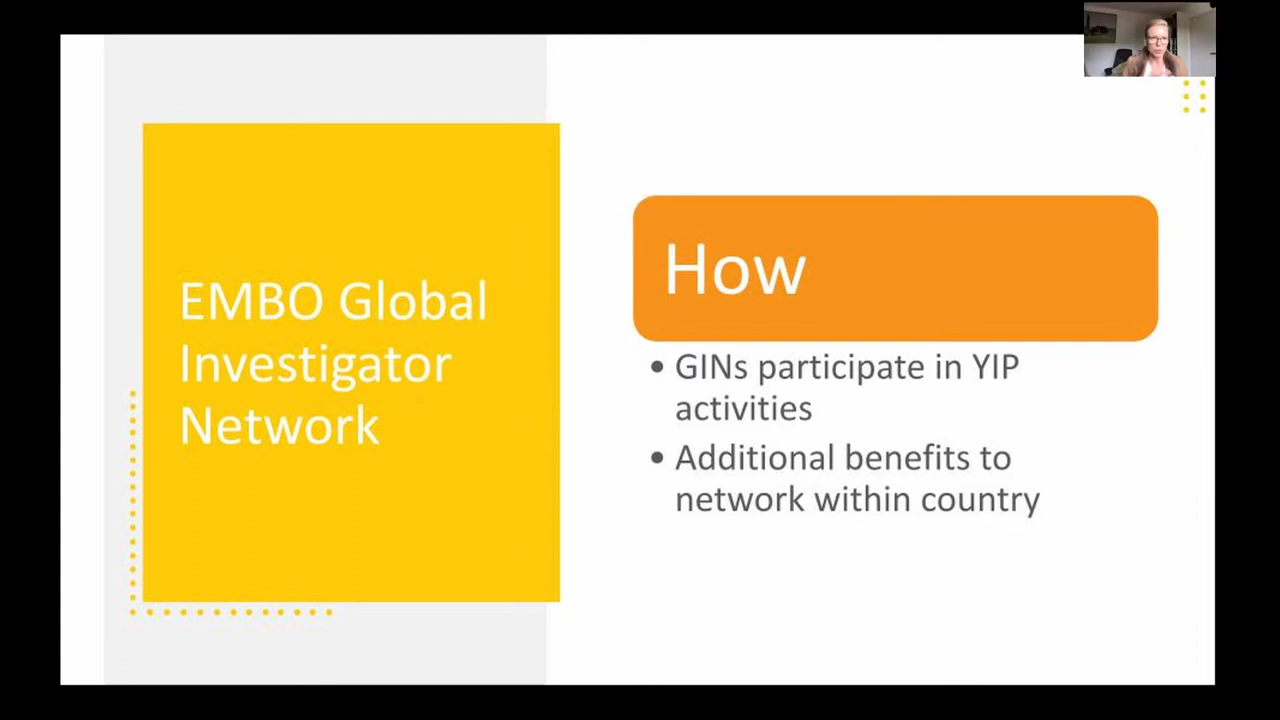 EMBO Global
Investigator
Network
How
• GINs participate in YIP
activities
• Additional benefits to
network within country